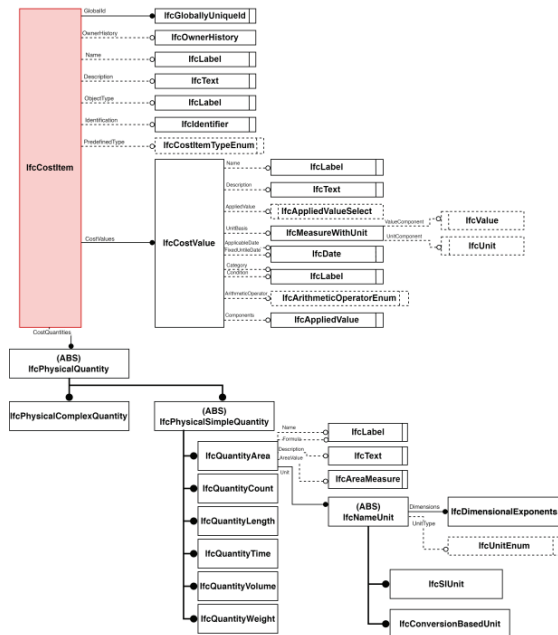 GlobalId
IfcGloballyUniqueId
OwnerHistory
IfcOwnerHistory
Name
IfcLabel
Description
IfcText
ObjectType
IfcLabel
Identification
IfcIdentifier
PredefinedType
IfcCostItemTypeEnum
IfcCostItem
CostValues
IfcCostValue
Name
IfcLabel
Description
IfcText
AppliedValue
IfcAppliedValueSelect
ValueComponent
IfcValue
UnitBasis
IfcMeasureWithUnit
UnitComponent
IfcUnit
ApplicableDate
FixedUntilDate
IfcDate
Category
Condition
IfcLabel
ArithmeticOperator
IfcArithmeticOperatorEnum
Components
IfcAppliedValue
CostQuantities
(ABS)
IfcPhysicalQuantity
IfcPhysicalComplexQuantity
(ABS)
IfcPhysicalSimpleQuantity
IfcQuantityArea
Name
IfcLabel
Formula
Description
IfcText
AreaValue
IfcAreaMeasure
Unit
IfcQuantityCount
IfcQuantityLength
IfcQuantityTime
IfcQuantityVolume
IfcQuantityWeight
(ABS)
IfcNameUnit
Dimensions
IfcDimensionalExponents
UnitType
IfcUnitEnum
IfcSIUnit
IfcConversionBasedUnit